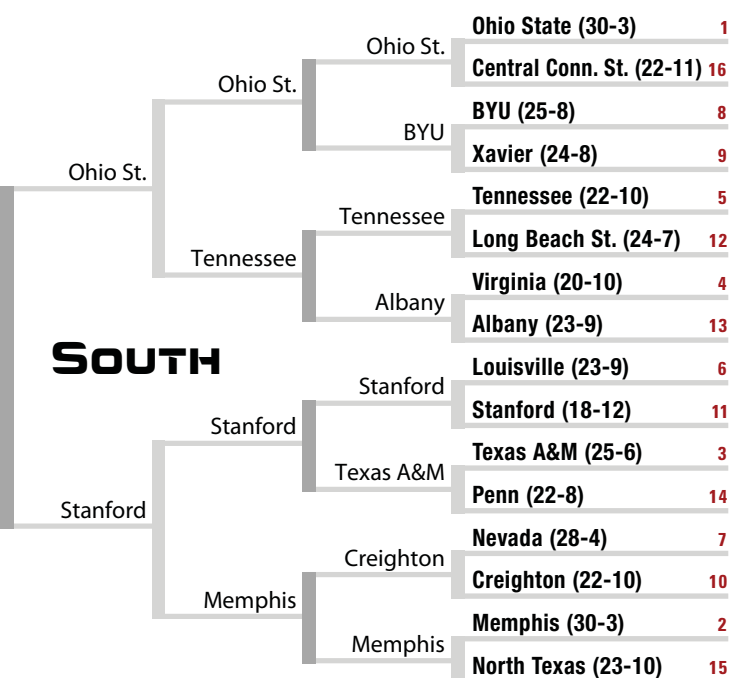 Ohio State (30-3) 1
Ohio St.
Central Conn. St. (22-11) 16
Ohio St.
BYU (25-8) 8
BYU
Xavier (24-8) 9
Ohio St.
Tennessee (22-10) 5
Tennessee
Long Beach St. (24-7) 12
Tennessee
Virginia (20-10) 4
Albany
Albany (23-9) 13
South
Louisville (23-9) 6
Stanford
Stanford (18-12) 11
Stanford
Texas A&M (25-6) 3
Texas A&M
Penn (22-8) 14
Stanford
Nevada (28-4) 7
Creighton
Creighton (22-10) 10
Memphis
Memphis (30-3) 2
Memphis
North Texas (23-10) 15